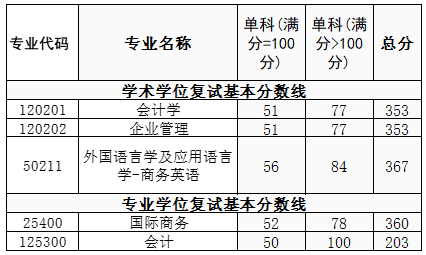 专业代码 专业名称 单科(满分=100分) 单科(满分>100分) 总分
学术学位复试基本分数线
120201 会计学 51 77 353
120202 企业管理 51 77 353
50211 外国语言学及应用语言学-商务英语 56 84 367
专业学位复试基本分数线
25400 国际商务 52 78 360
125300 会计 50 100 203